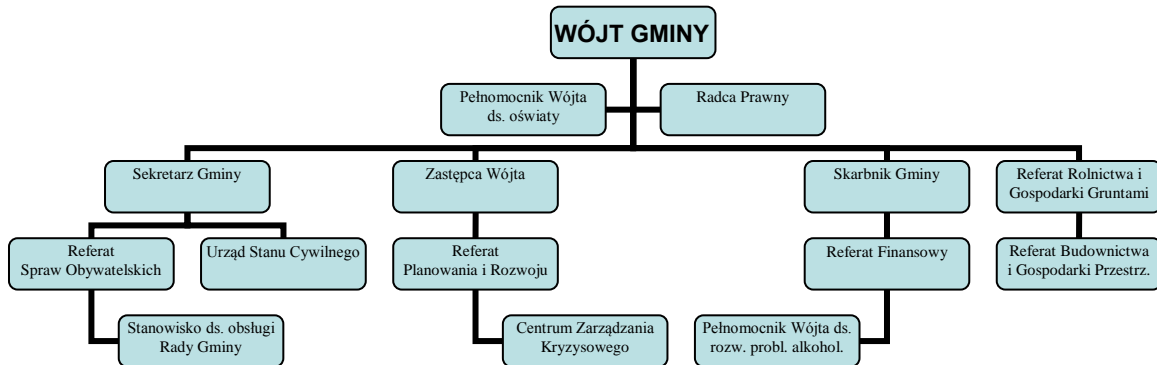 WÓJT GMINY
Pełnomocnik Wójta
ds. oświaty
Radca Prawny
Sekretarz Gminy
Zastępca Wójta
Skarbnik Gminy
Referat Rolnictwa i
Gospodarki Gruntami
Referat
Spraw Obywatelskich
Urząd Stanu Cywilnego
Referat
Planowania i Rozwoju
Referat Finansowy
Referat Budownictwa
i Gospodarki Przestrz.
Stanowisko ds. obsługi
Rady Gminy
Centrum Zarządzania
Kryzysowego
Pełnomocnik Wójta ds.
rozw. probl. alkohol.